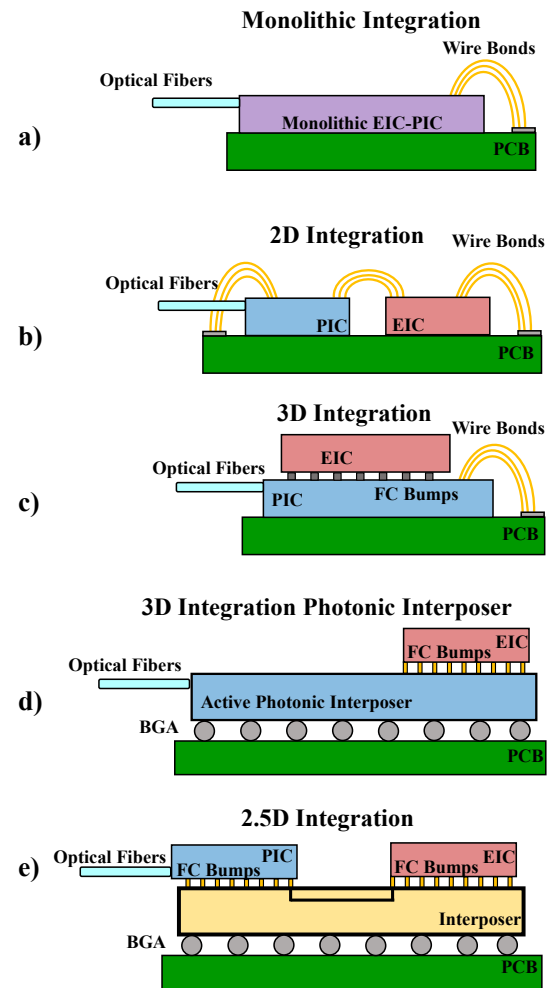 Monolithic Integration
Wire Bonds
Optical Fibers
Monolithic EIC-PIC
a)
PCB
2D Integration
Wire Bonds
Optical Fibers
PIC
EIC
b)
PCB
3D Integration
Wire Bonds
EIC
Optical Fibers
PIC
FC Bumps
c)
PCB
3D Integration Photonic Interposer
EIC
FC Bumps
Optical Fibers
Active Photonic Interposer
d)
BGA
PCB
2.5D Integration
e)
Optical Fibers
PIC
FC Bumps
EIC
FC Bumps
Interposer
BGA
PCB